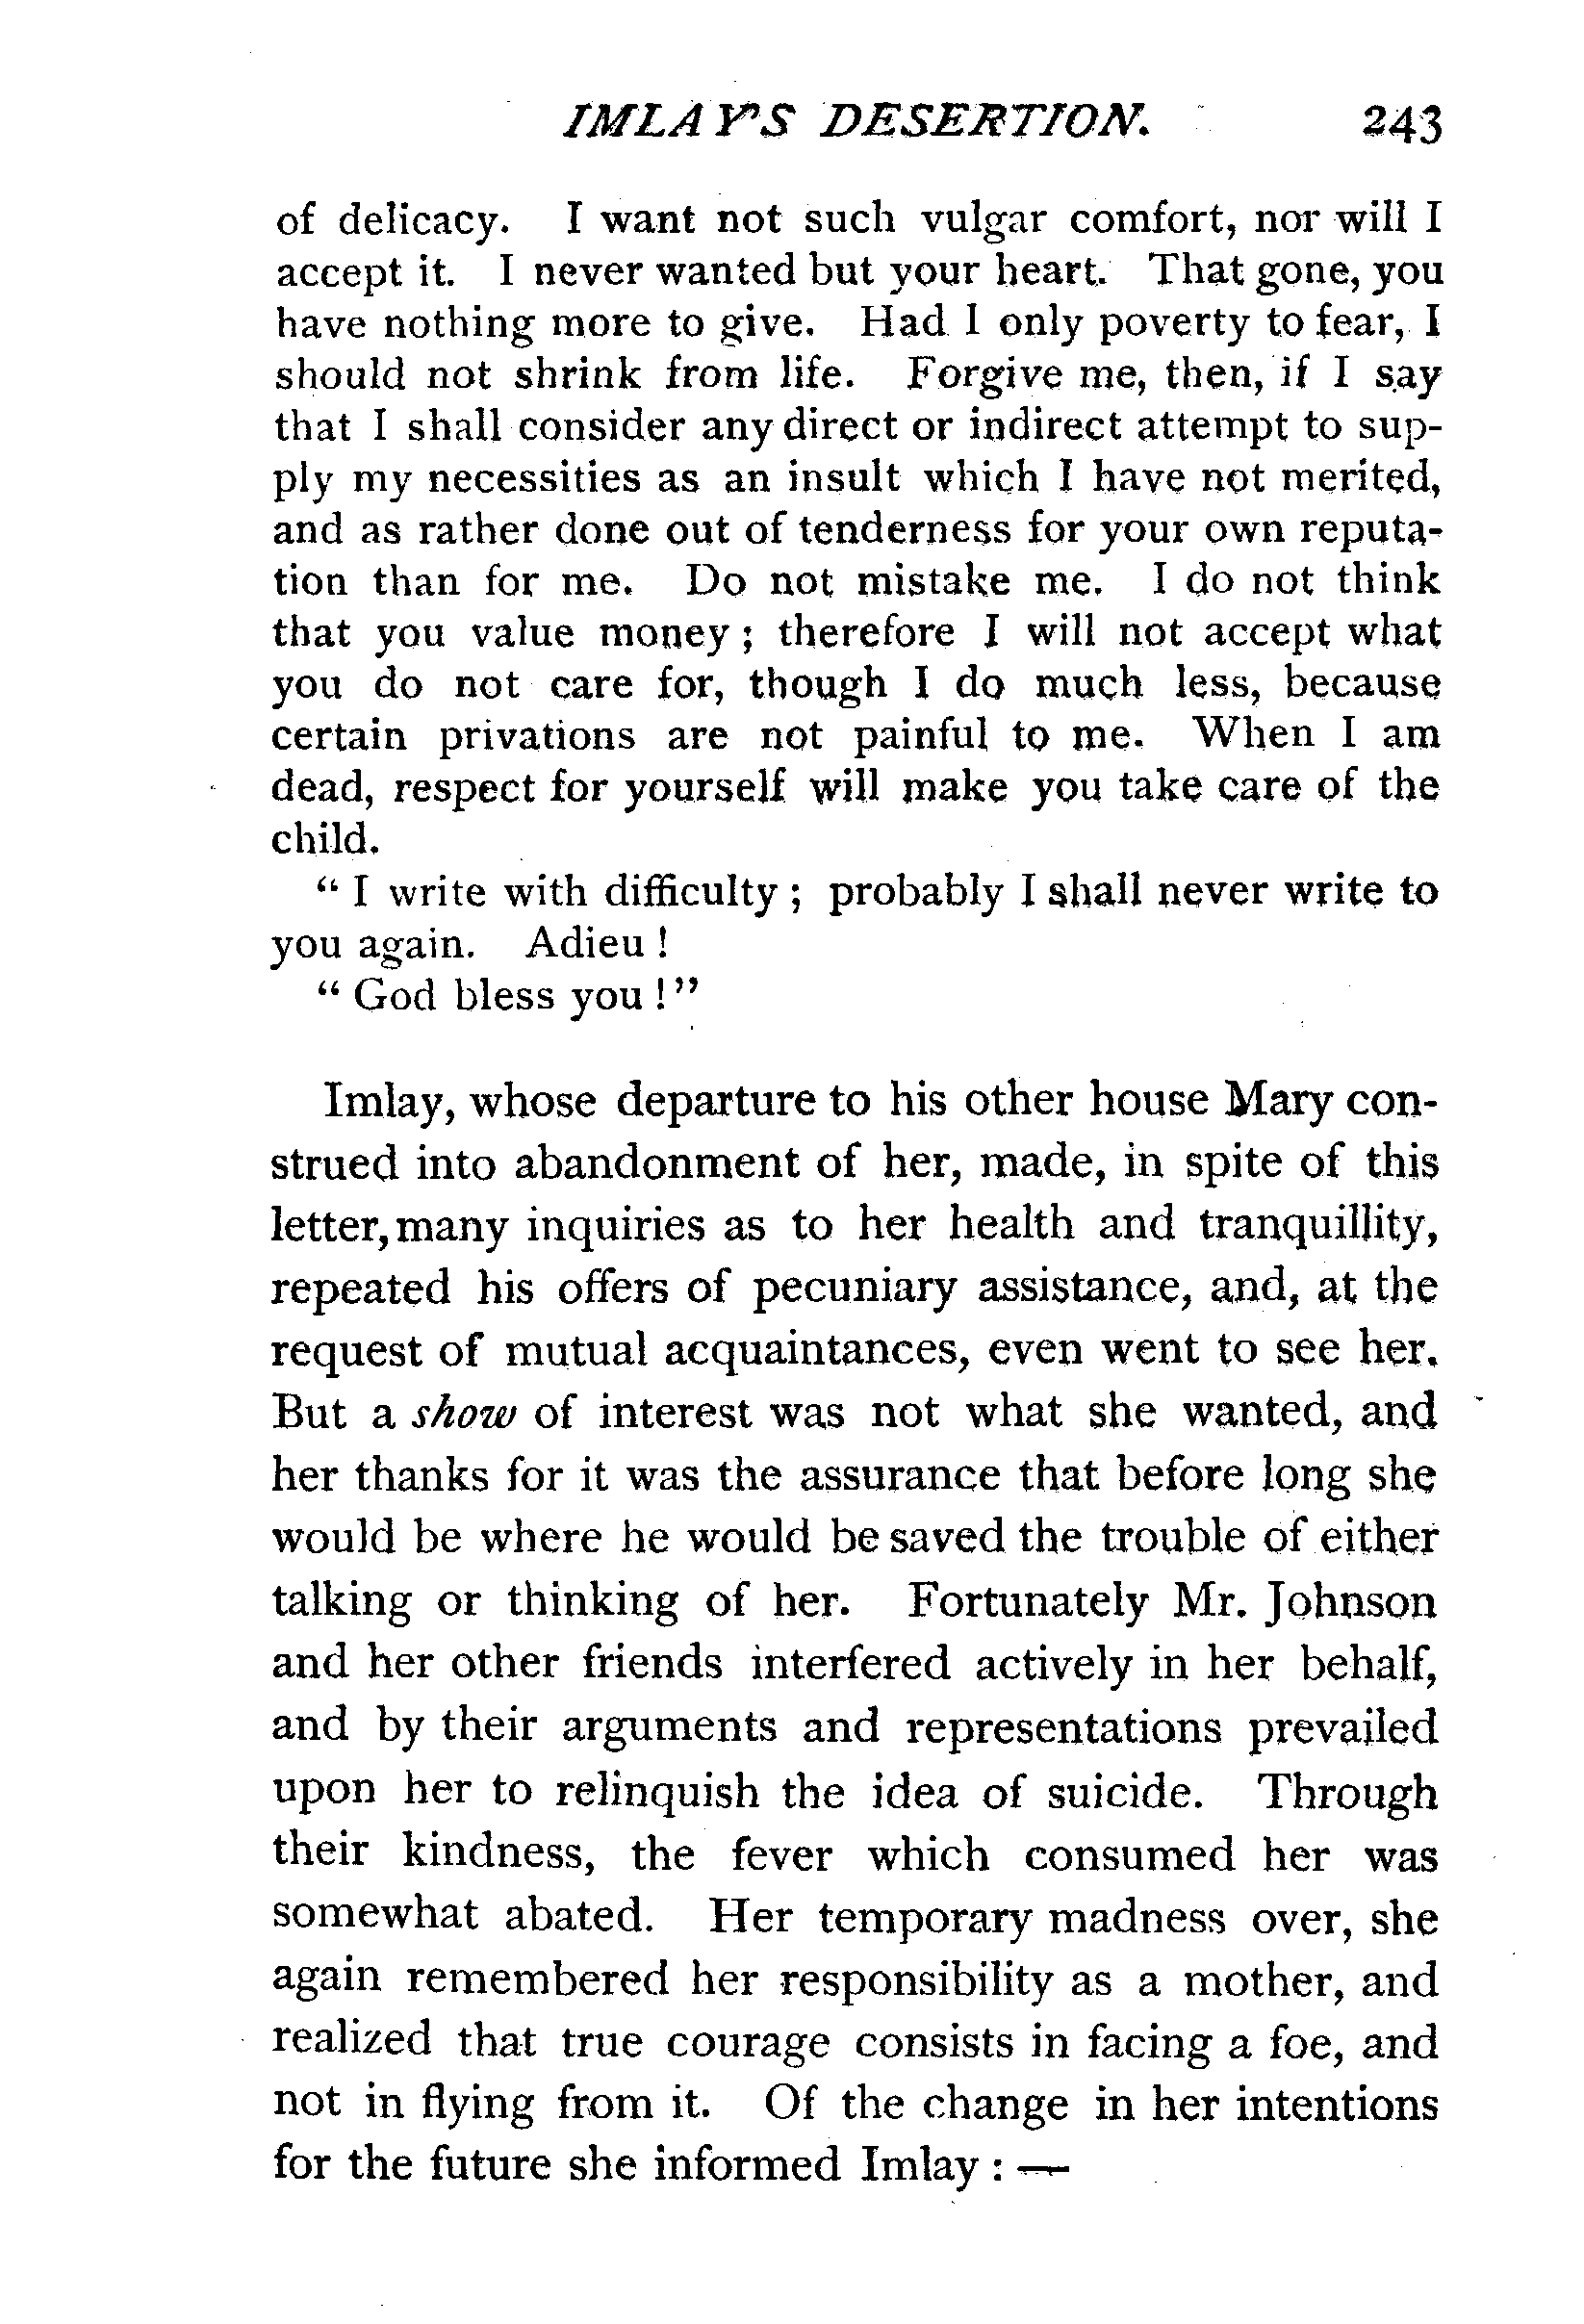 IMLAY'S DESERTION. 243
of delicacy. I want not such vulgar comfort, nor will I
accept it. I never wanted but your heart. That gone, you
have nothing more to give. Had I only poverty to fear, I
should not shrink from life. Forgive me, then, if I say
that I shall consider any direct or indirect attempt to sup-
ply my necessities as an insult which I have not merited,
and as rather done out of tenderness for your own reputa-
tion than for me. Do not mistake me. I do not think
that you value money; therefore I will not accept what
you do not care for, though I do much less, because
certain privations are not painful to me. When I am
dead, respect for yourself will make you take care of the
child.
"I write with difficulty; probably I shall never write to
you again. Adieu!
"God bless you!"
Imlay, whose departure to his other house Mary con-
strued into abandonment of her, made, in spite of this
letter, many inquiries as to her health and tranquillity,
repeated his offers of pecuniary assistance, and, at the
request of mutual acquaintances, even went to see her.
But a show of interest was not what she wanted, and
her thanks for it was the assurance that before long she
would be where he would be saved the trouble of either
talking or thinking of her. Fortunately Mr. Johnson
and her other friends interfered actively in her behalf,
and by their arguments and representations prevailed
upon her to relinquish the idea of suicide. Through
their kindness, the fever which consumed her was
somewhat abated. Her temporary madness over, she
again remembered her responsibility as a mother, and
realized that true courage consists in facing a foe, and
not in flying from it. Of the change in her intentions
for the future she informed Imlay: —